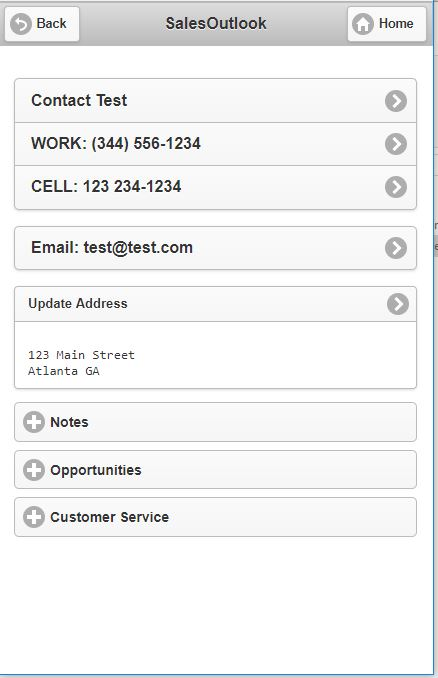 Back SalesOutlook Home
Contact Test
WORK: (344) 556-1234
CELL: 123 234-1234
Email: test@test.com
Update Address
123 Main Street
Atlanta GA
Notes
Opportunities
Customer Service